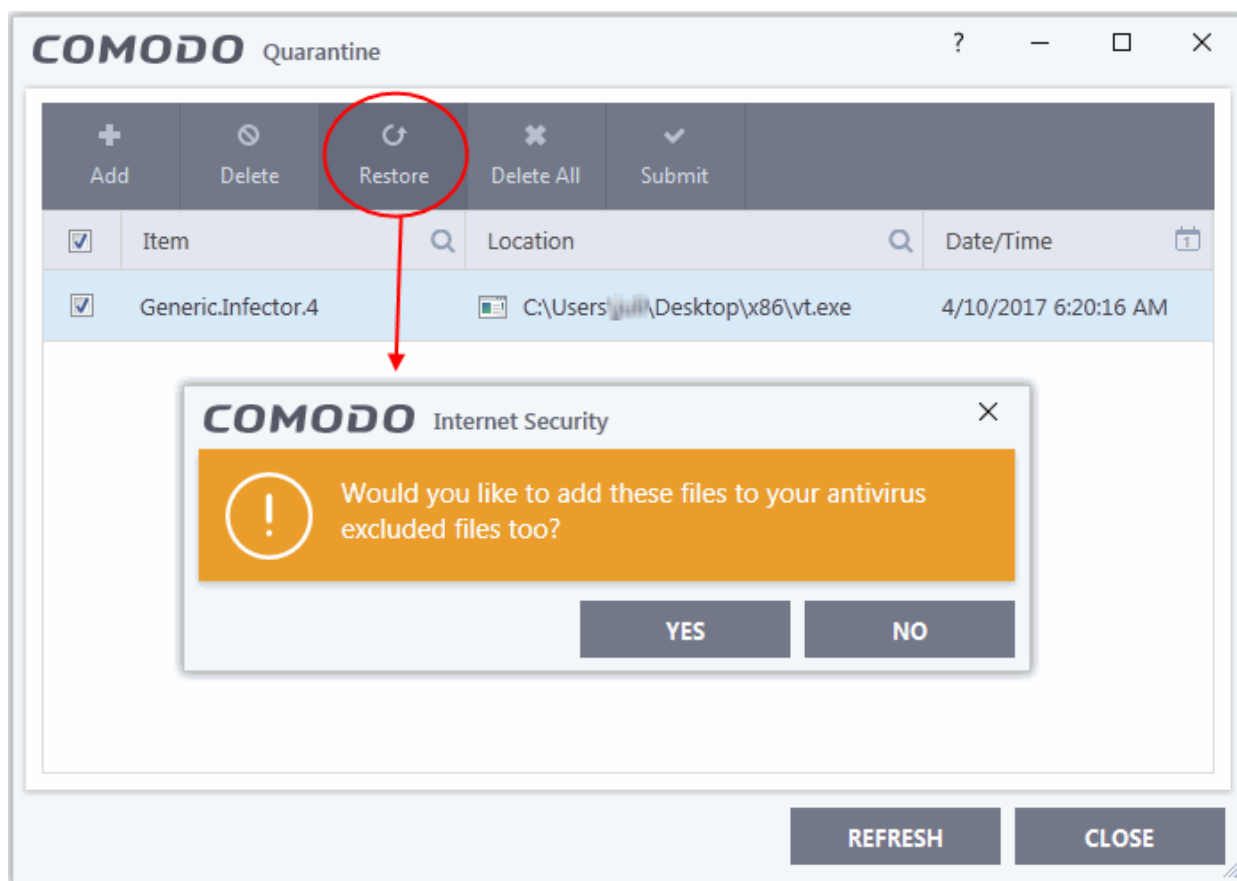 COMODO Quarantine ?
Add Delete Restore Delete All Submit
Item Location Date/Time 1
Generic.Infector.4 C:\Users\ \Desktop\x86\vt.exe 4/10/2017 6:20:16 AM
COMODO Internet Security
Would you like to add these files to your antivirus
excluded files too?
YES NO
REFRESH CLOSE